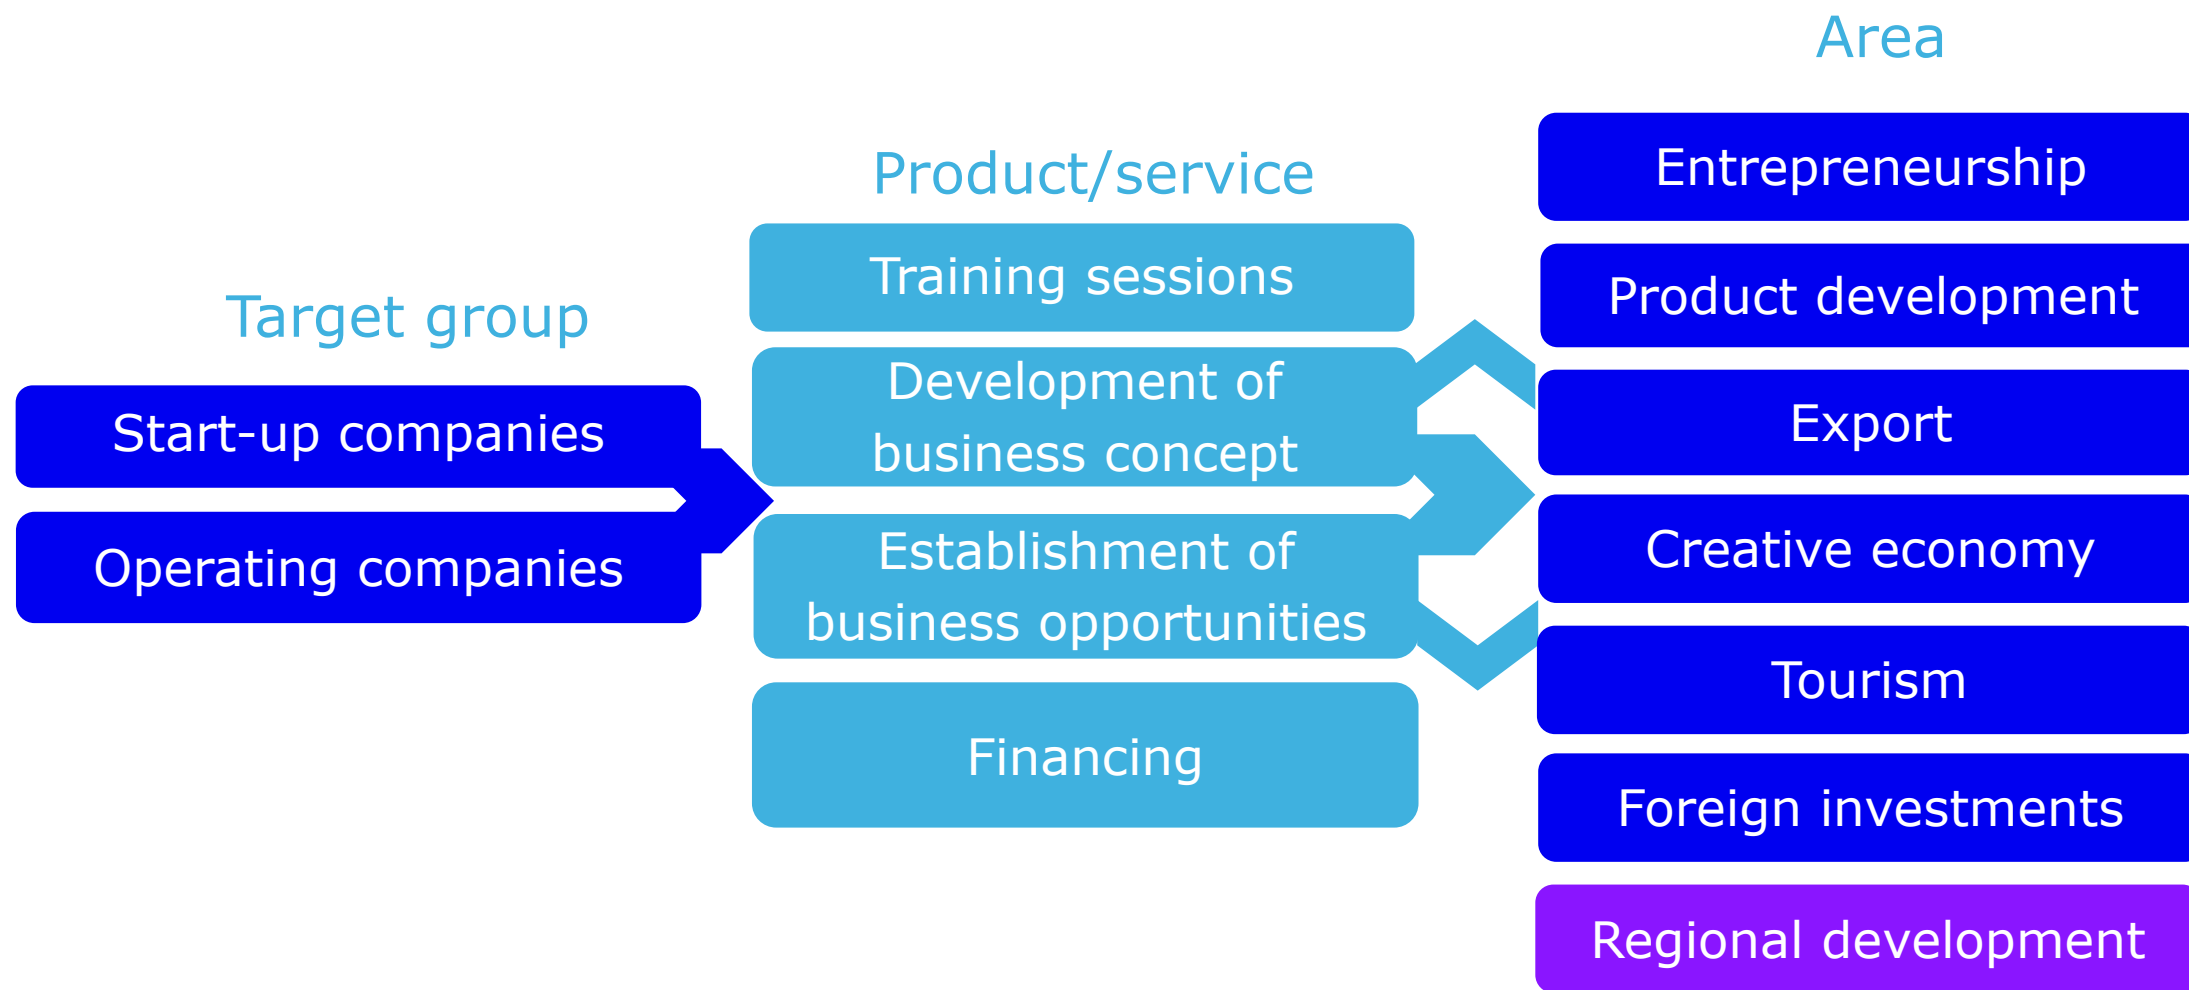 Target group
Start-up companies
Operating companies
Product/service
Training sessions
Development of
business concept
Establishment of
business opportunities
Financing
Area
Entrepreneurship
Product development
Export
Creative economy
Tourism
Foreign investments
Regional development